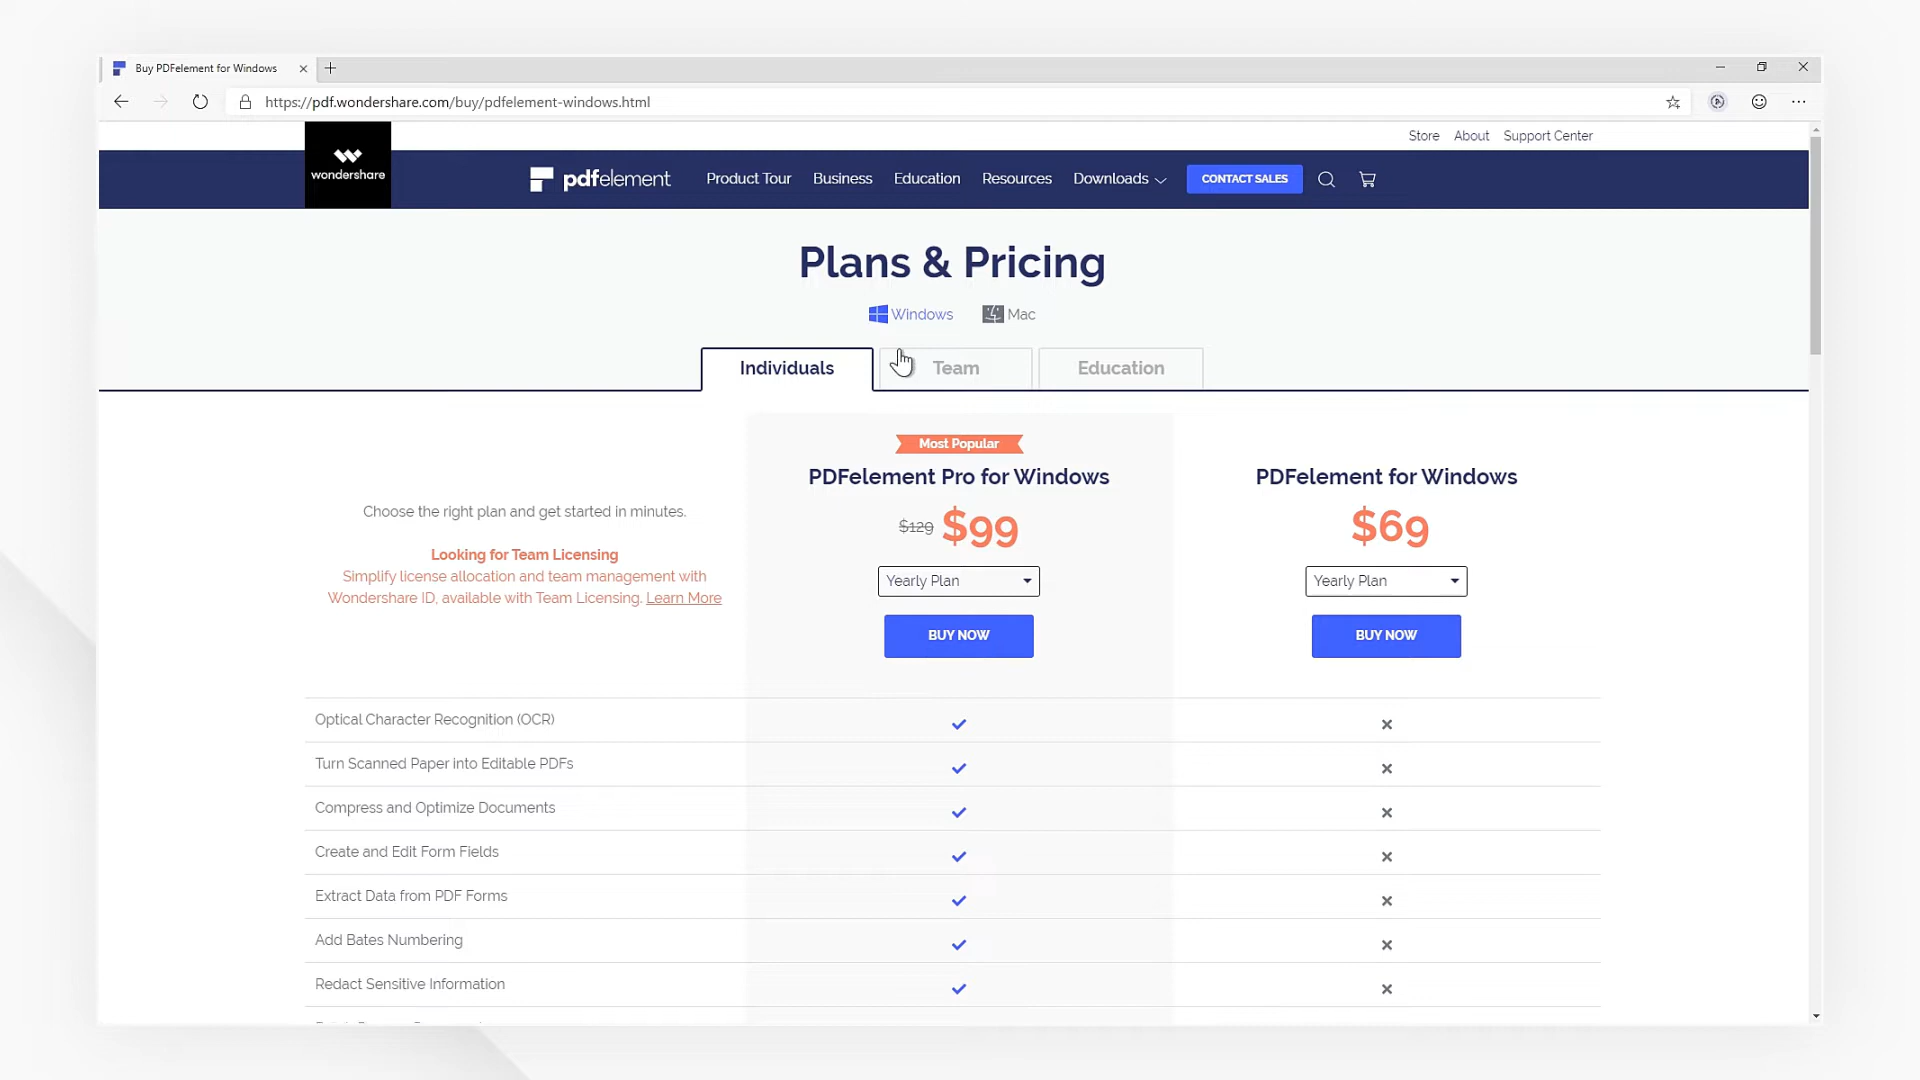 Buy PDFelement for Windows
https://pdf.wondershare.com/buy/pdfelement-windows.html
Store About Support Center
wondershare
pdfelement Product Tour Business Education Resources Downloads CONTACT SALES
Plans & Pricing
Windows Mac
Individuals Team Education
Most Popular
PDFelement Pro for Windows PDFelement for Windows
Choose the right plan and get started in minutes.
$129 $99 $69
Looking for Team Licensing
Simplify license allocation and team management with
Wondershare ID, available with Team Licensing. Learn More
Yearly Plan Yearly Plan
BUY NOW BUY NOW
Optical Character Recognition (OCR)
Turn Scanned Paper into Editable PDFs
Compress and Optimize Documents
Create and Edit Form Fields
Extract Data from PDF Forms
Add Bates Numbering
Redact Sensitive Information